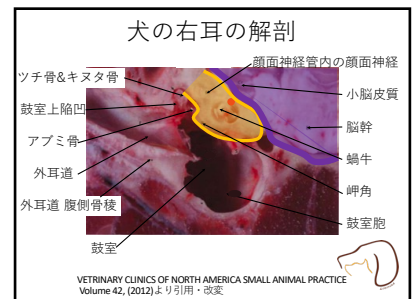 犬の右耳の解剖
顔面神経管内の顔面神経
ツチ骨&キヌタ骨
小脳皮質
鼓室上陥凹
脳幹
アブミ骨
蝸牛
外耳道
岬角
外耳道 腹側骨稜
鼓室胞
鼓室
VETRINARY CLINICS OF NORTH AMERICA SMALL ANIMAL PRACTICE
Volume 42, (2012)より引用・改変